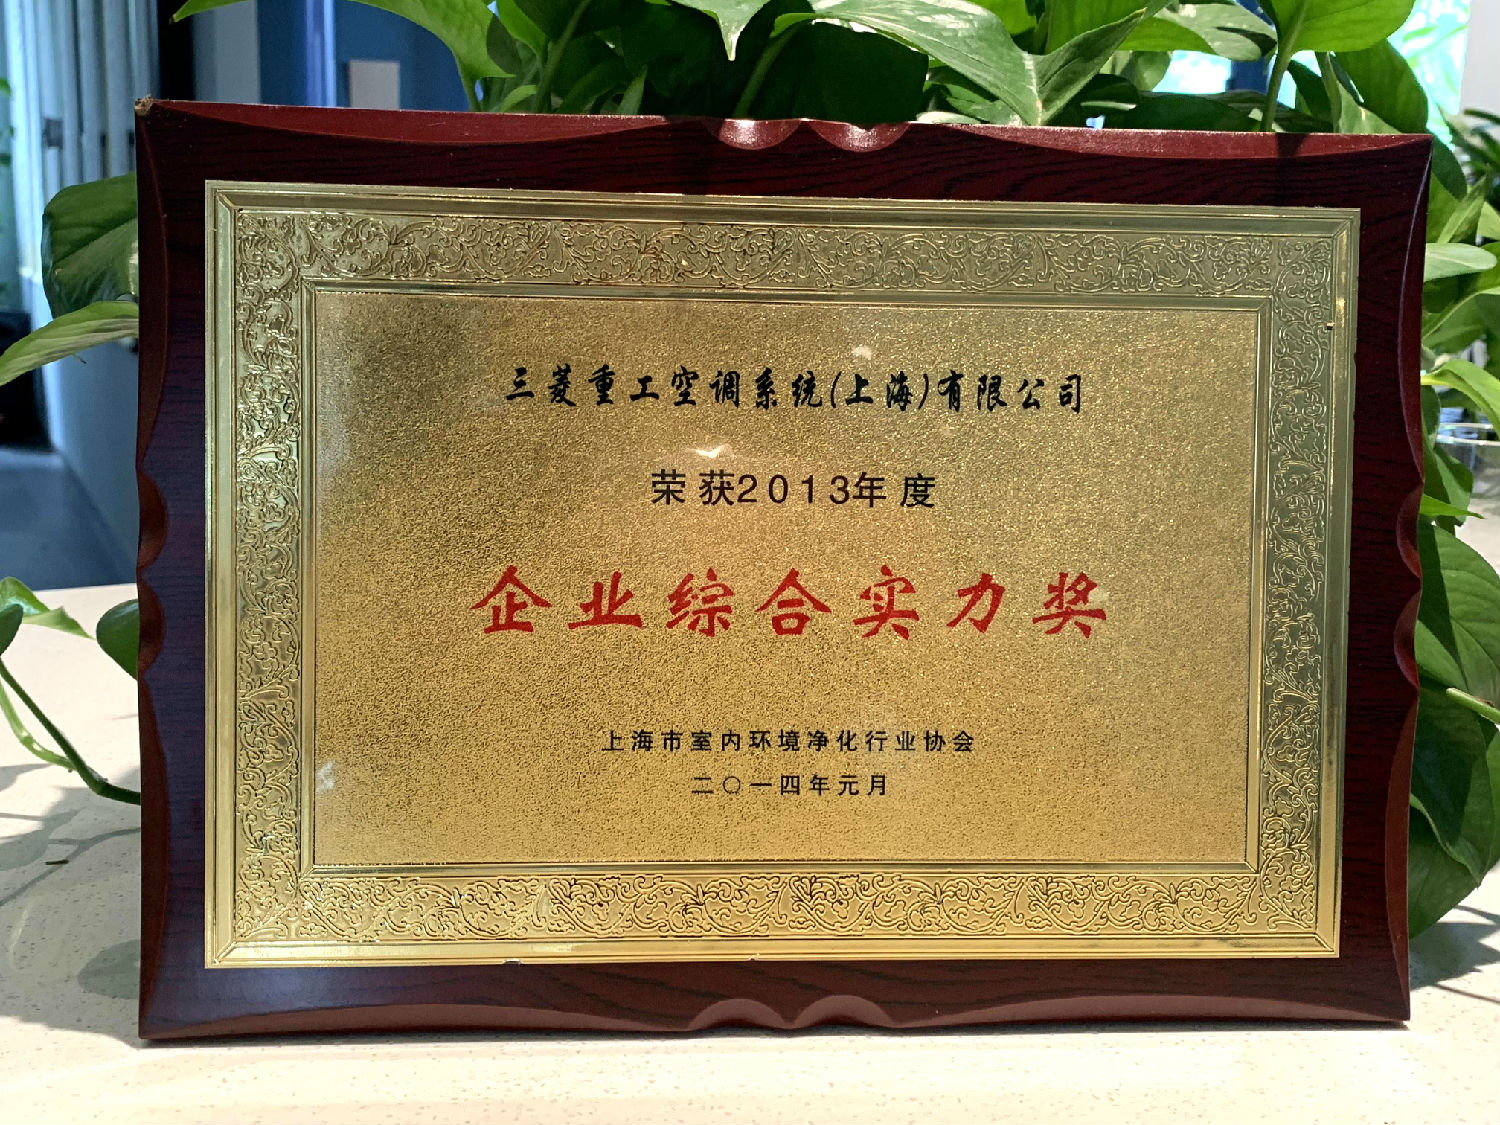 三菱重工空调系统(上海)有限公司
荣获2013年度
企业综合实力奖
上海市室内环境净化行业协会
二〇一四年元月